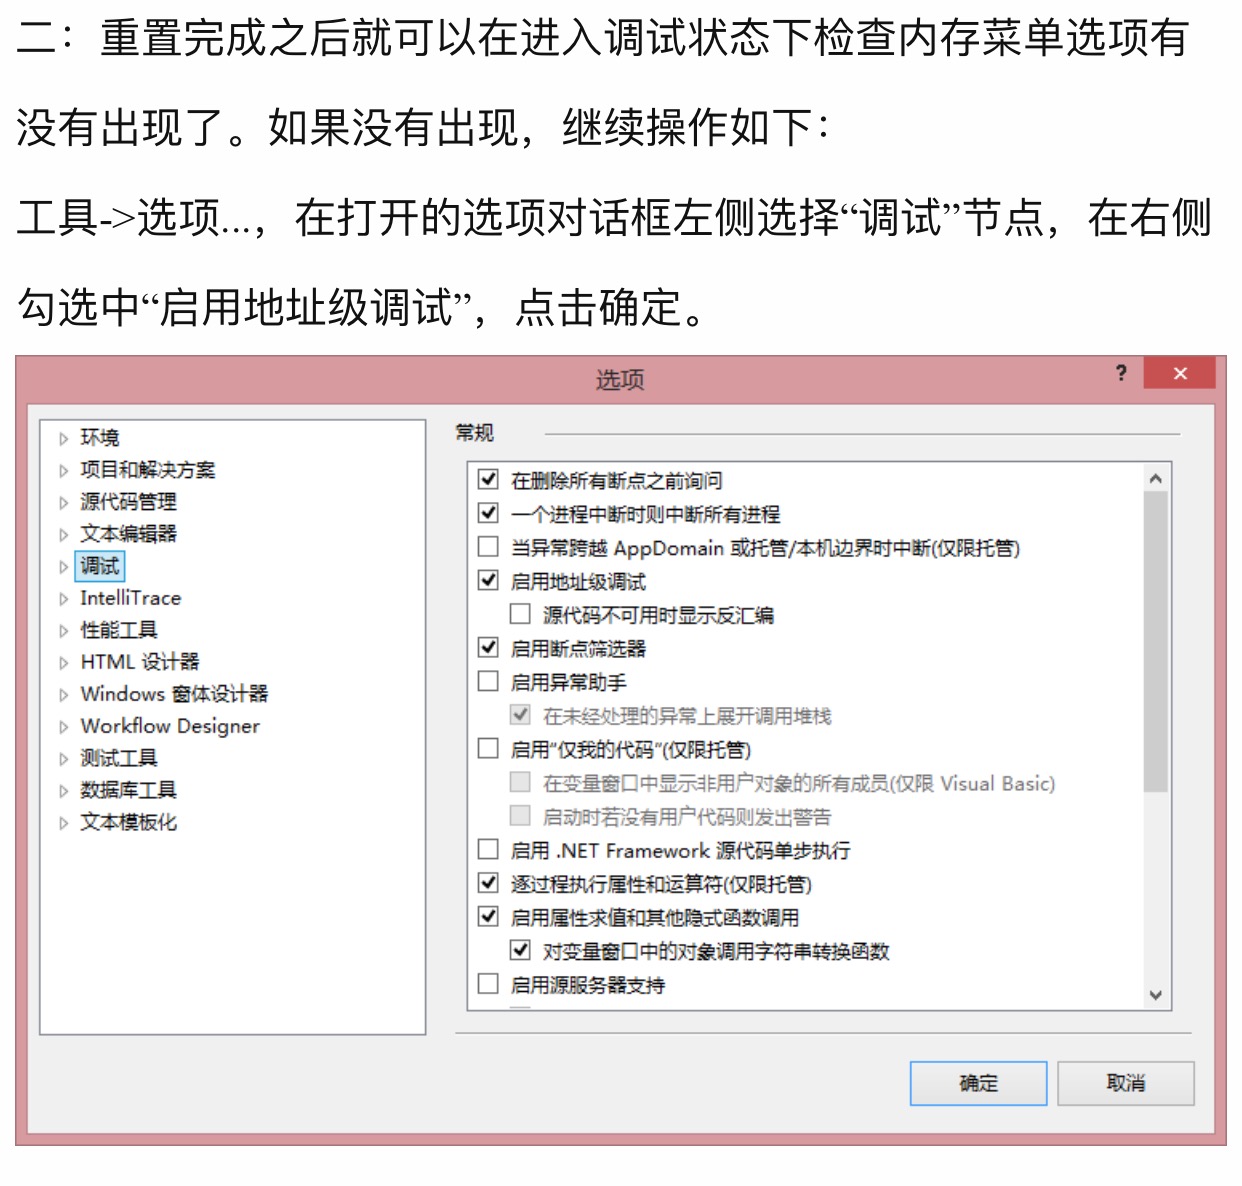 二：重置完成之后就可以在进入调试状态下检查内存菜单选项有
没有出现了。如果没有出现，继续操作如下：
工具->选项...，在打开的选项对话框左侧选择“调试”节点，在右侧
勾选中“启用地址级调试”，点击确定。
选项
?
环境
项目和解决方案
源代码管理
文本编辑器
调试
IntelliTrace
性能工具
HTML 设计器
Windows 窗体设计器
Workflow Designer
测试工具
数据库工具
文本模板化
常规
在删除所有断点之前询问
一个进程中断时则中断所有进程
当异常跨越 AppDomain 或托管/本机边界时中断(仅限托管)
启用地址级调试
源代码不可用时显示反汇编
启用断点筛选器
启用异常助手
在未经处理的异常上展开调用堆栈
启用"仅我的代码"(仅限托管)
在变量窗口中显示非用户对象的所有成员(仅限 Visual Basic)
启动时若没有用户代码则发出警告
启用 .NET Framework 源代码单步执行
逐过程执行属性和运算符(仅限托管)
启用属性求值和其他隐式函数调用
对变量窗口中的对象调用字符串转换函数
启用源服务器支持
确定
取消